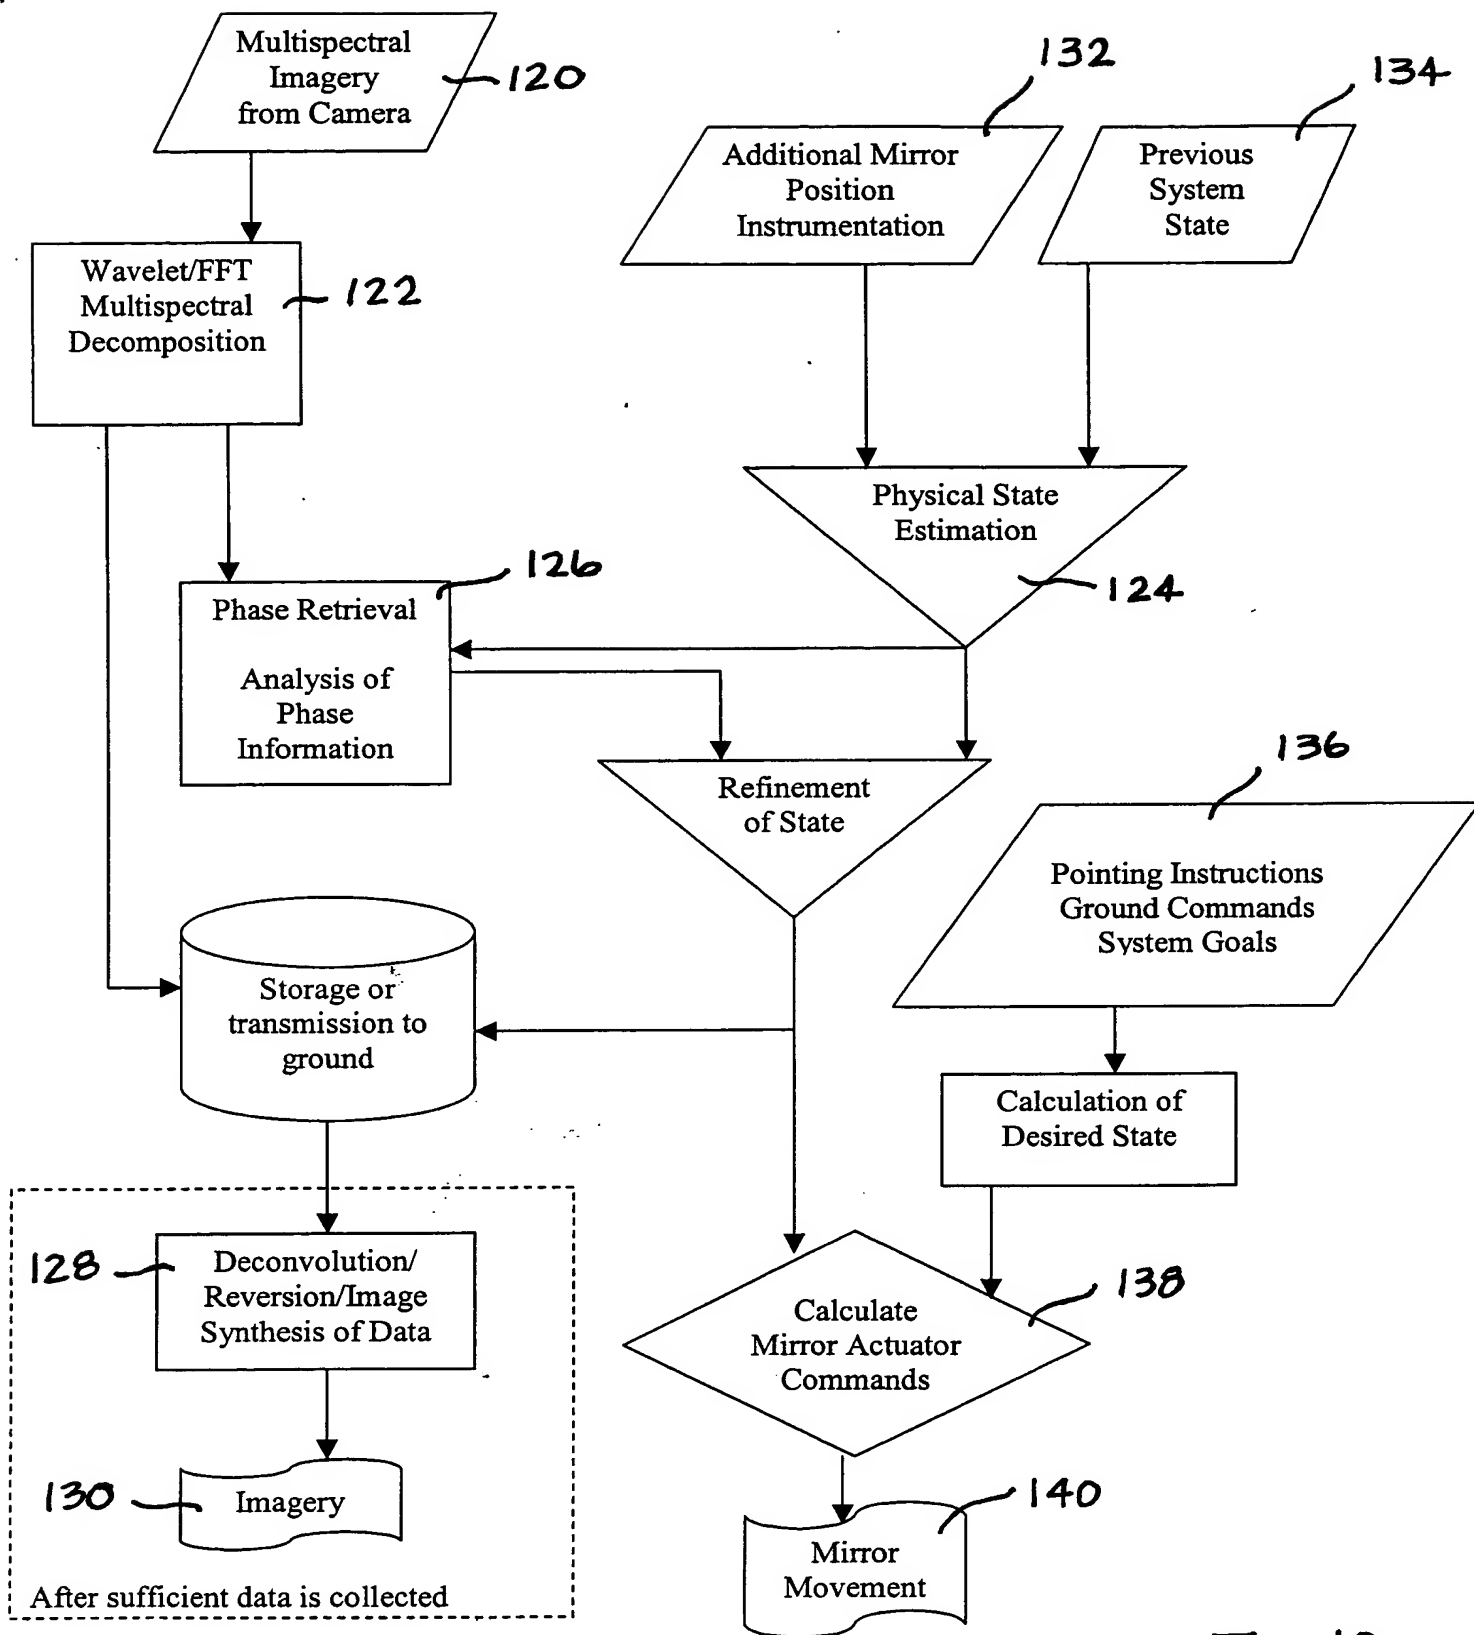 Multispectral
Imagery
from Camera
120
132
134
Additional Mirror
Position
Instrumentation
Previous
System
State
Wavelet/FFT
Multispectral
Decomposition
122
Physical State
Estimation
124
126
Phase Retrieval
Analysis of
Phase
Information
Refinement
of State
136
Pointing Instructions
Ground Commands
System Goals
Storage or
transmission to
ground
Calculation of
Desired State
128
Deconvolution/
Reversion/Image
Synthesis of Data
138
Calculate
Mirror Actuator
Commands
130
Imagery
140
Mirror
Movement
After sufficient data is collected